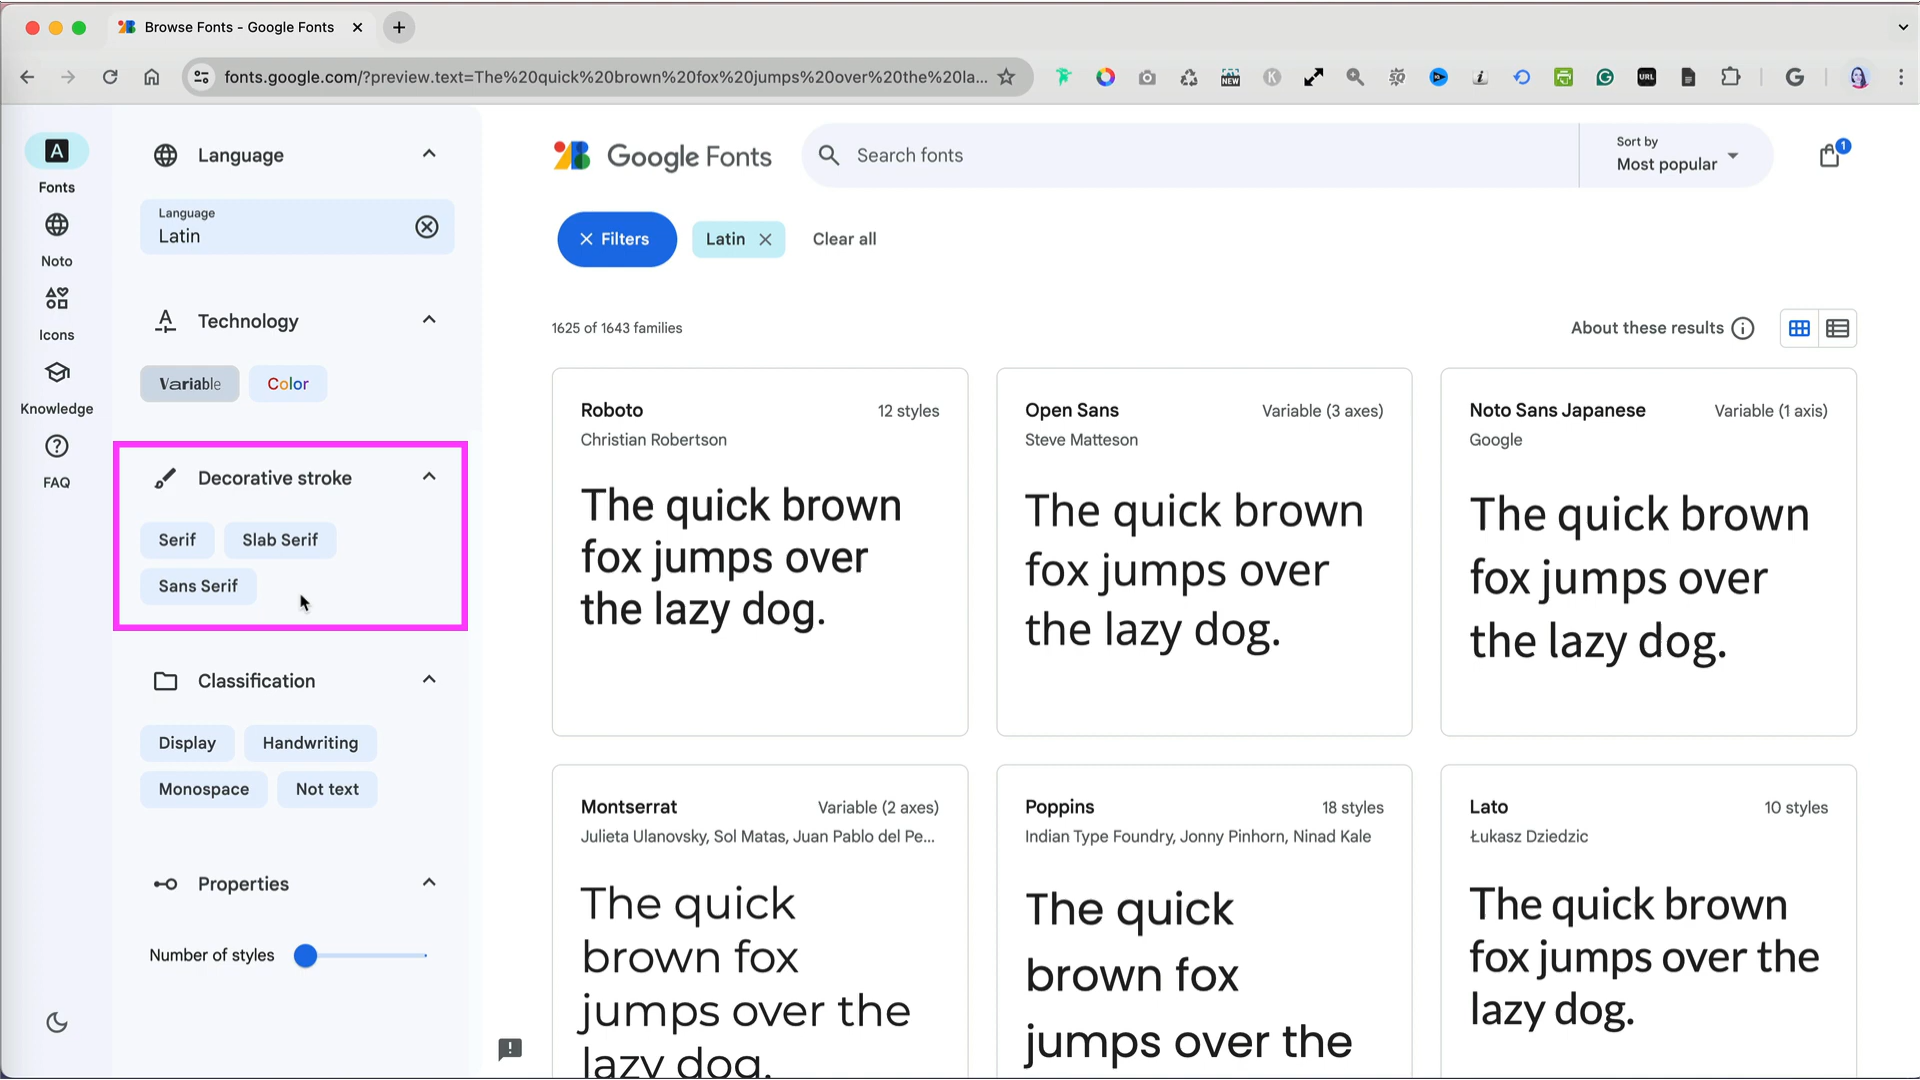 Browse Fonts - Google Fonts
fonts.google.com/?preview.text=The%20quick%20brown%20fox%20jumps%20over%20the%20la...
NEW
K
URL
G
A
Fonts
Noto
Icons
Knowledge
FAQ
Language
Language
Latin
Technology
Variable
Color
Decorative stroke
Serif
Slab Serif
Sans Serif
Classification
Display
Handwriting
Monospace
Not text
Properties
Number of styles
Google Fonts
Search fonts
Sort by
Most popular
1
Filters
Latin
Clear all
1625 of 1643 families
About these results
Roboto
12 styles
Christian Robertson
The quick brown
fox jumps over
the lazy dog.
Open Sans
Variable (3 axes)
Steve Matteson
The quick brown
fox jumps over
the lazy dog.
Noto Sans Japanese
Variable (1 axis)
Google
The quick brown
fox jumps over
the lazy dog.
Montserrat
Variable (2 axes)
Julieta Ulanovsky, Sol Matas, Juan Pablo del Pe...
The quick
brown fox
jumps over the
lazy dog.
Poppins
18 styles
Indian Type Foundry, Jonny Pinhorn, Ninad Kale
The quick
brown fox
jumps over the
Lato
10 styles
Łukasz Dziedzic
The quick brown
fox jumps over the
lazy dog.